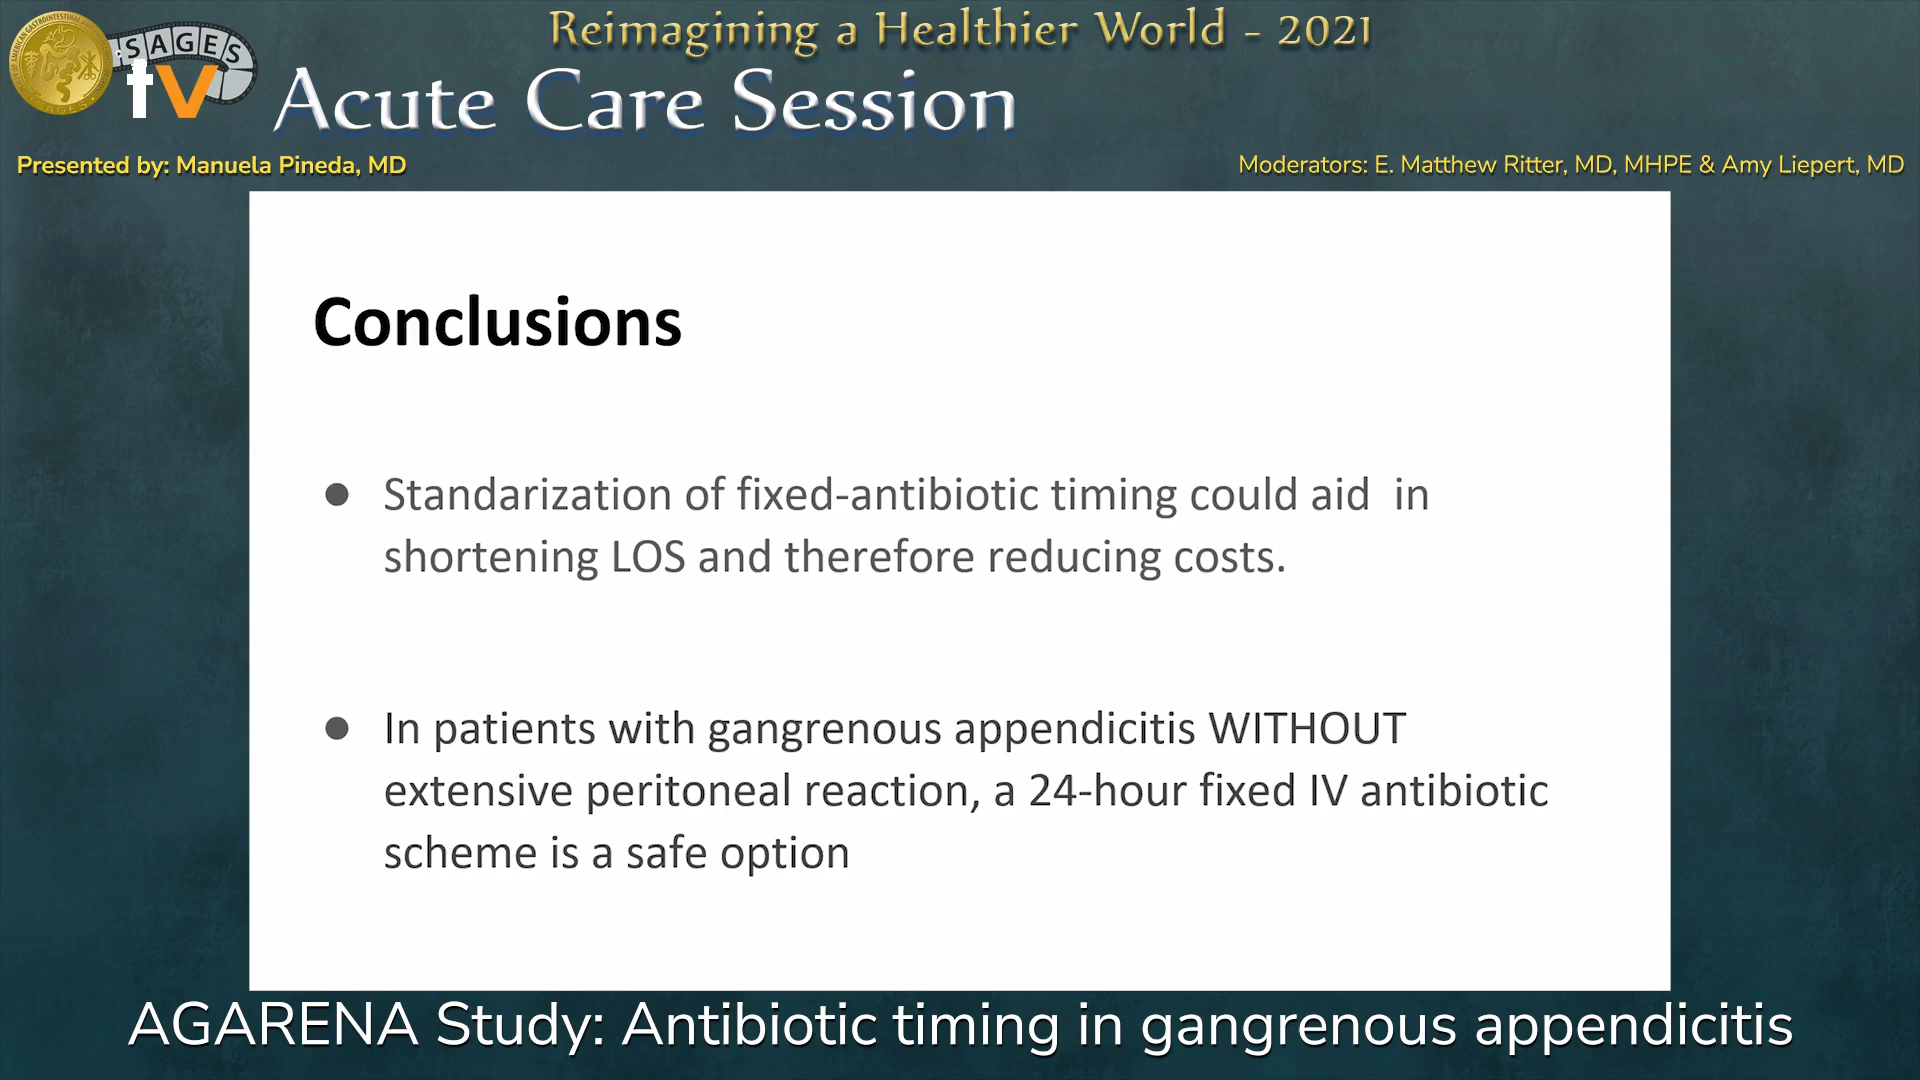 Reimagining a Healthier World - 2021
SAGES
tv
Acute Care Session
Presented by: Manuela Pineda, MD
Moderators: E. Matthew Ritter, MD, MHPE & Amy Liepert, MD
Conclusions
● Standarization of fixed-antibiotic timing could aid  in
shortening LOS and therefore reducing costs.
● In patients with gangrenous appendicitis WITHOUT
extensive peritoneal reaction, a 24-hour fixed IV antibiotic
scheme is a safe option
AGARENA Study: Antibiotic timing in gangrenous appendicitis